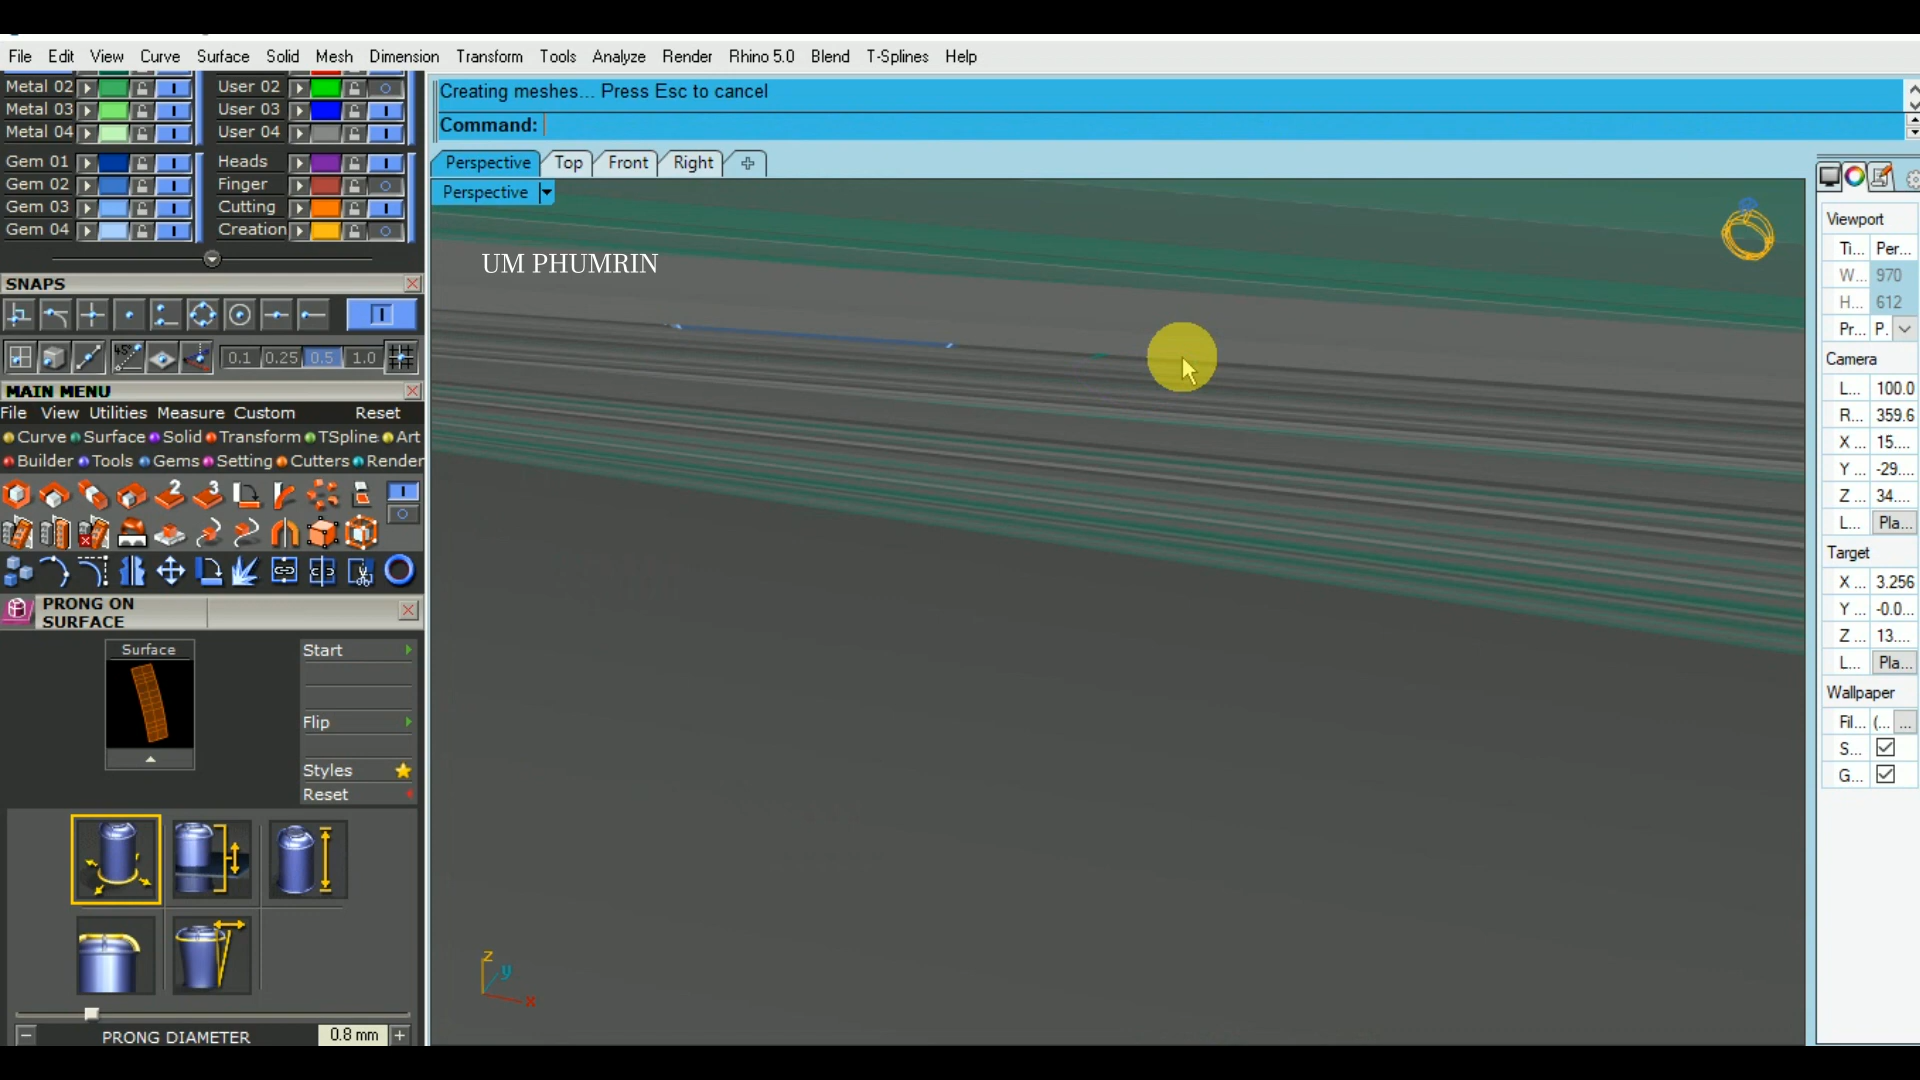 File Edit View Curve Surface Solid Mesh Dimension Transform Tools Analyze Render Rhino 5.0 Blend T-Splines Help
Metal 02 User 02
Metal 03 User 03
Metal 04 User 04
Gem 01 Heads
Gem 02 Finger
Gem 03 Cutting
Gem 04 Creation
Creating meshes... Press Esc to cancel
Command:
Perspective Top Front Right
Perspective
UM PHUMRIN
SNAPS
45°
0.1 0.25 0.5 1.0
MAIN MENU
File View Utilities Measure Custom Reset
Curve Surface Solid Transform TSpline Art
Builder Tools Gems Setting Cutters Render
2 3
PRONG ON
SURFACE
Surface
Start
Flip
Styles
Reset
PRONG DIAMETER 0.8 mm
z
y
x
Viewport
Ti... Per...
W... 970
H... 612
Pr... P.
Camera
L... 100.0
R... 359.6
X ... 15....
Y ... -29....
Z ... 34....
L... Pla...
Target
X ... 3.256
Y ... -0.0...
Z ... 13....
L... Pla...
Wallpaper
Fil... (... ...
S...
G...